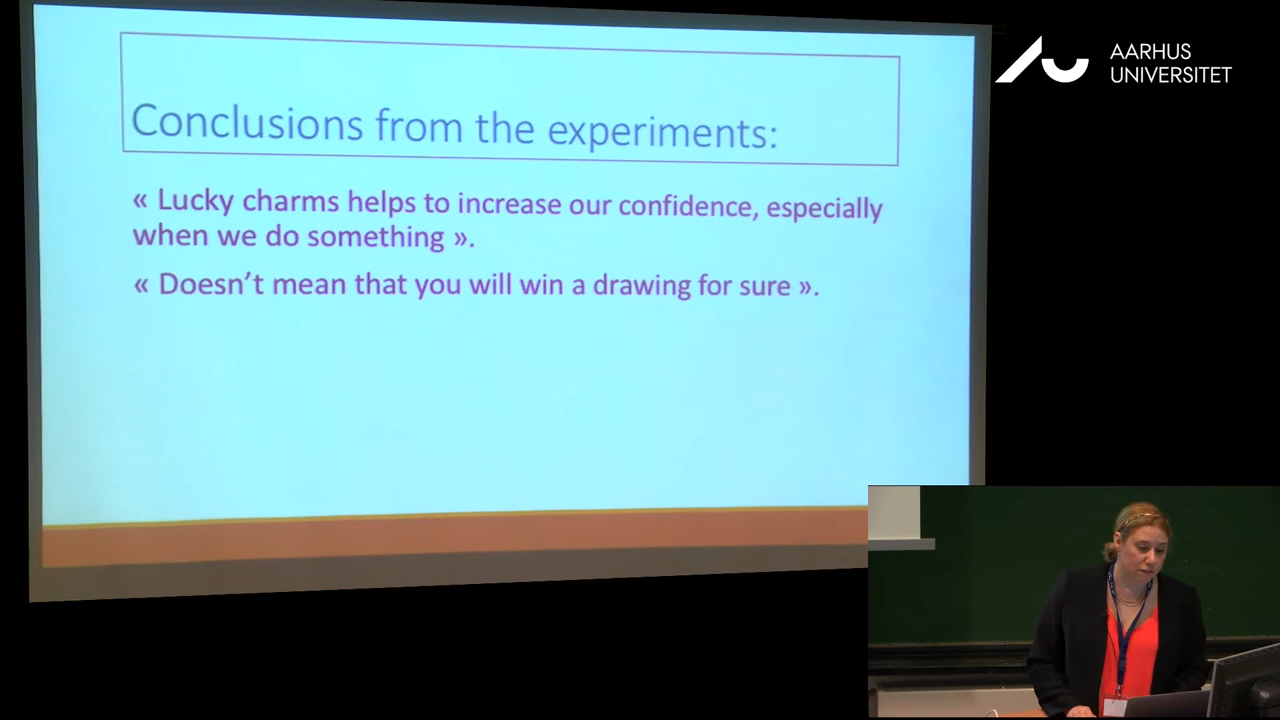 Conclusions from the experiments:
« Lucky charms helps to increase our confidence, especially
when we do something ».
« Doesn't mean that you will win a drawing for sure ».
AARHUS
UNIVERSITET